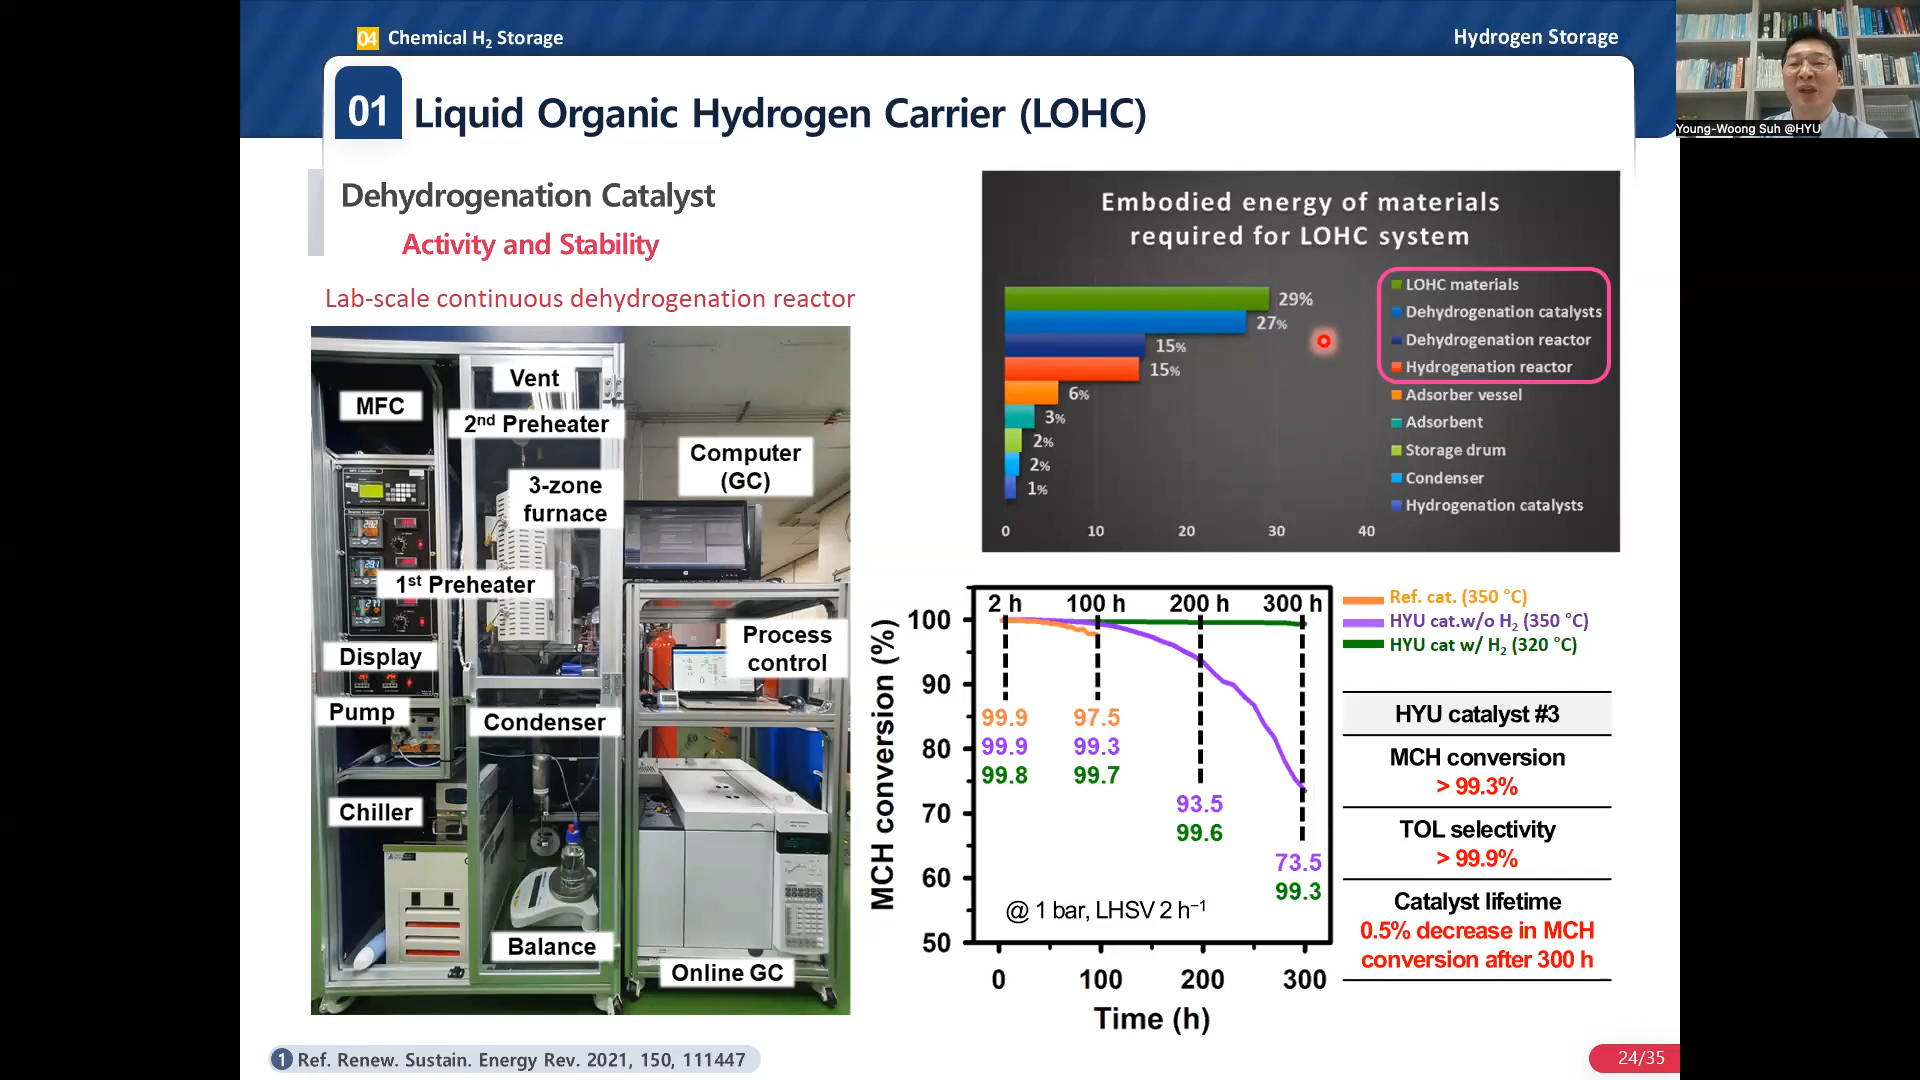 04 Chemical H₂ Storage
Hydrogen Storage
01 Liquid Organic Hydrogen Carrier (LOHC)
Young-Woong Suh @HYU
Dehydrogenation Catalyst
Activity and Stability
Lab-scale continuous dehydrogenation reactor
MFC
Vent
2nd Preheater
3-zone
furnace
Computer
(GC)
1st Preheater
Process
control
Display
Pump
Condenser
Chiller
Balance
Online GC
Embodied energy of materials
required for LOHC system
29%
27%
15%
15%
6%
3%
2%
2%
1%
0 10 20 30 40
LOHC materials
Dehydrogenation catalysts
Dehydrogenation reactor
Hydrogenation reactor
Adsorber vessel
Adsorbent
Storage drum
Condenser
Hydrogenation catalysts
MCH conversion (%)
100
90
80
70
60
50
2 h 100 h 200 h 300 h
99.9 97.5
99.9 99.3
99.8 99.7
93.5
99.6
73.5
99.3
@ 1 bar, LHSV 2 h⁻¹
0 100 200 300
Time (h)
Ref. cat. (350 °C)
HYU cat.w/o H₂ (350 °C)
HYU cat w/ H₂ (320 °C)
HYU catalyst #3
MCH conversion
> 99.3%
TOL selectivity
> 99.9%
Catalyst lifetime
0.5% decrease in MCH
conversion after 300 h
1 Ref. Renew. Sustain. Energy Rev. 2021, 150, 111447
24/35